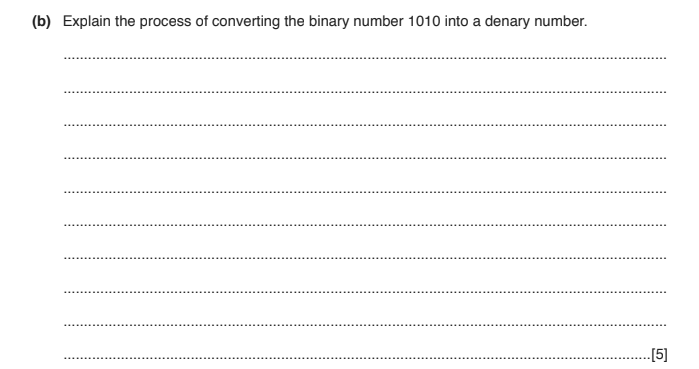 (b) Explain the process of converting the binary number 1010 into a denary number.
[5]